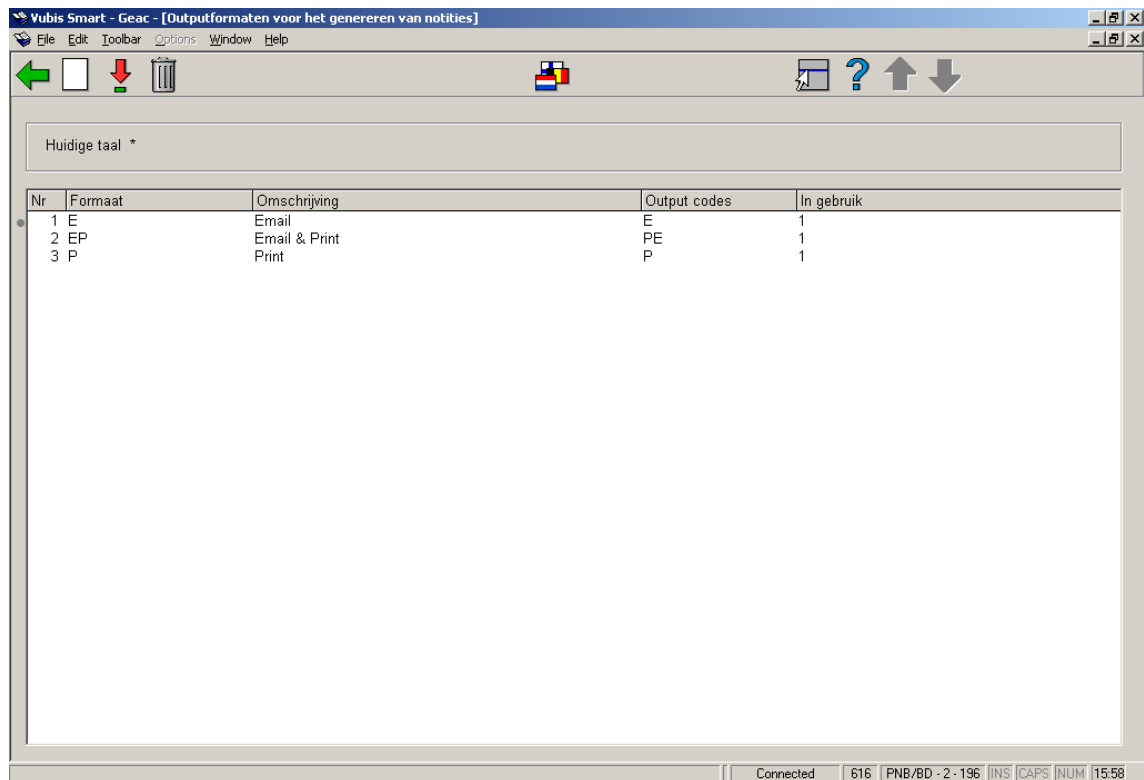 Vubis Smart - Geac - [Outputformaten voor het genereren van notities]
File Edit Toolbar Options Window Help
Huidige taal *
Nr Formaat Omschrijving Output codes In gebruik
1 E Email E 1
2 EP Email & Print PE 1
3 P Print P 1
Connected 616 PNB/BD - 2 - 196 INS CAPS NUM 15:58